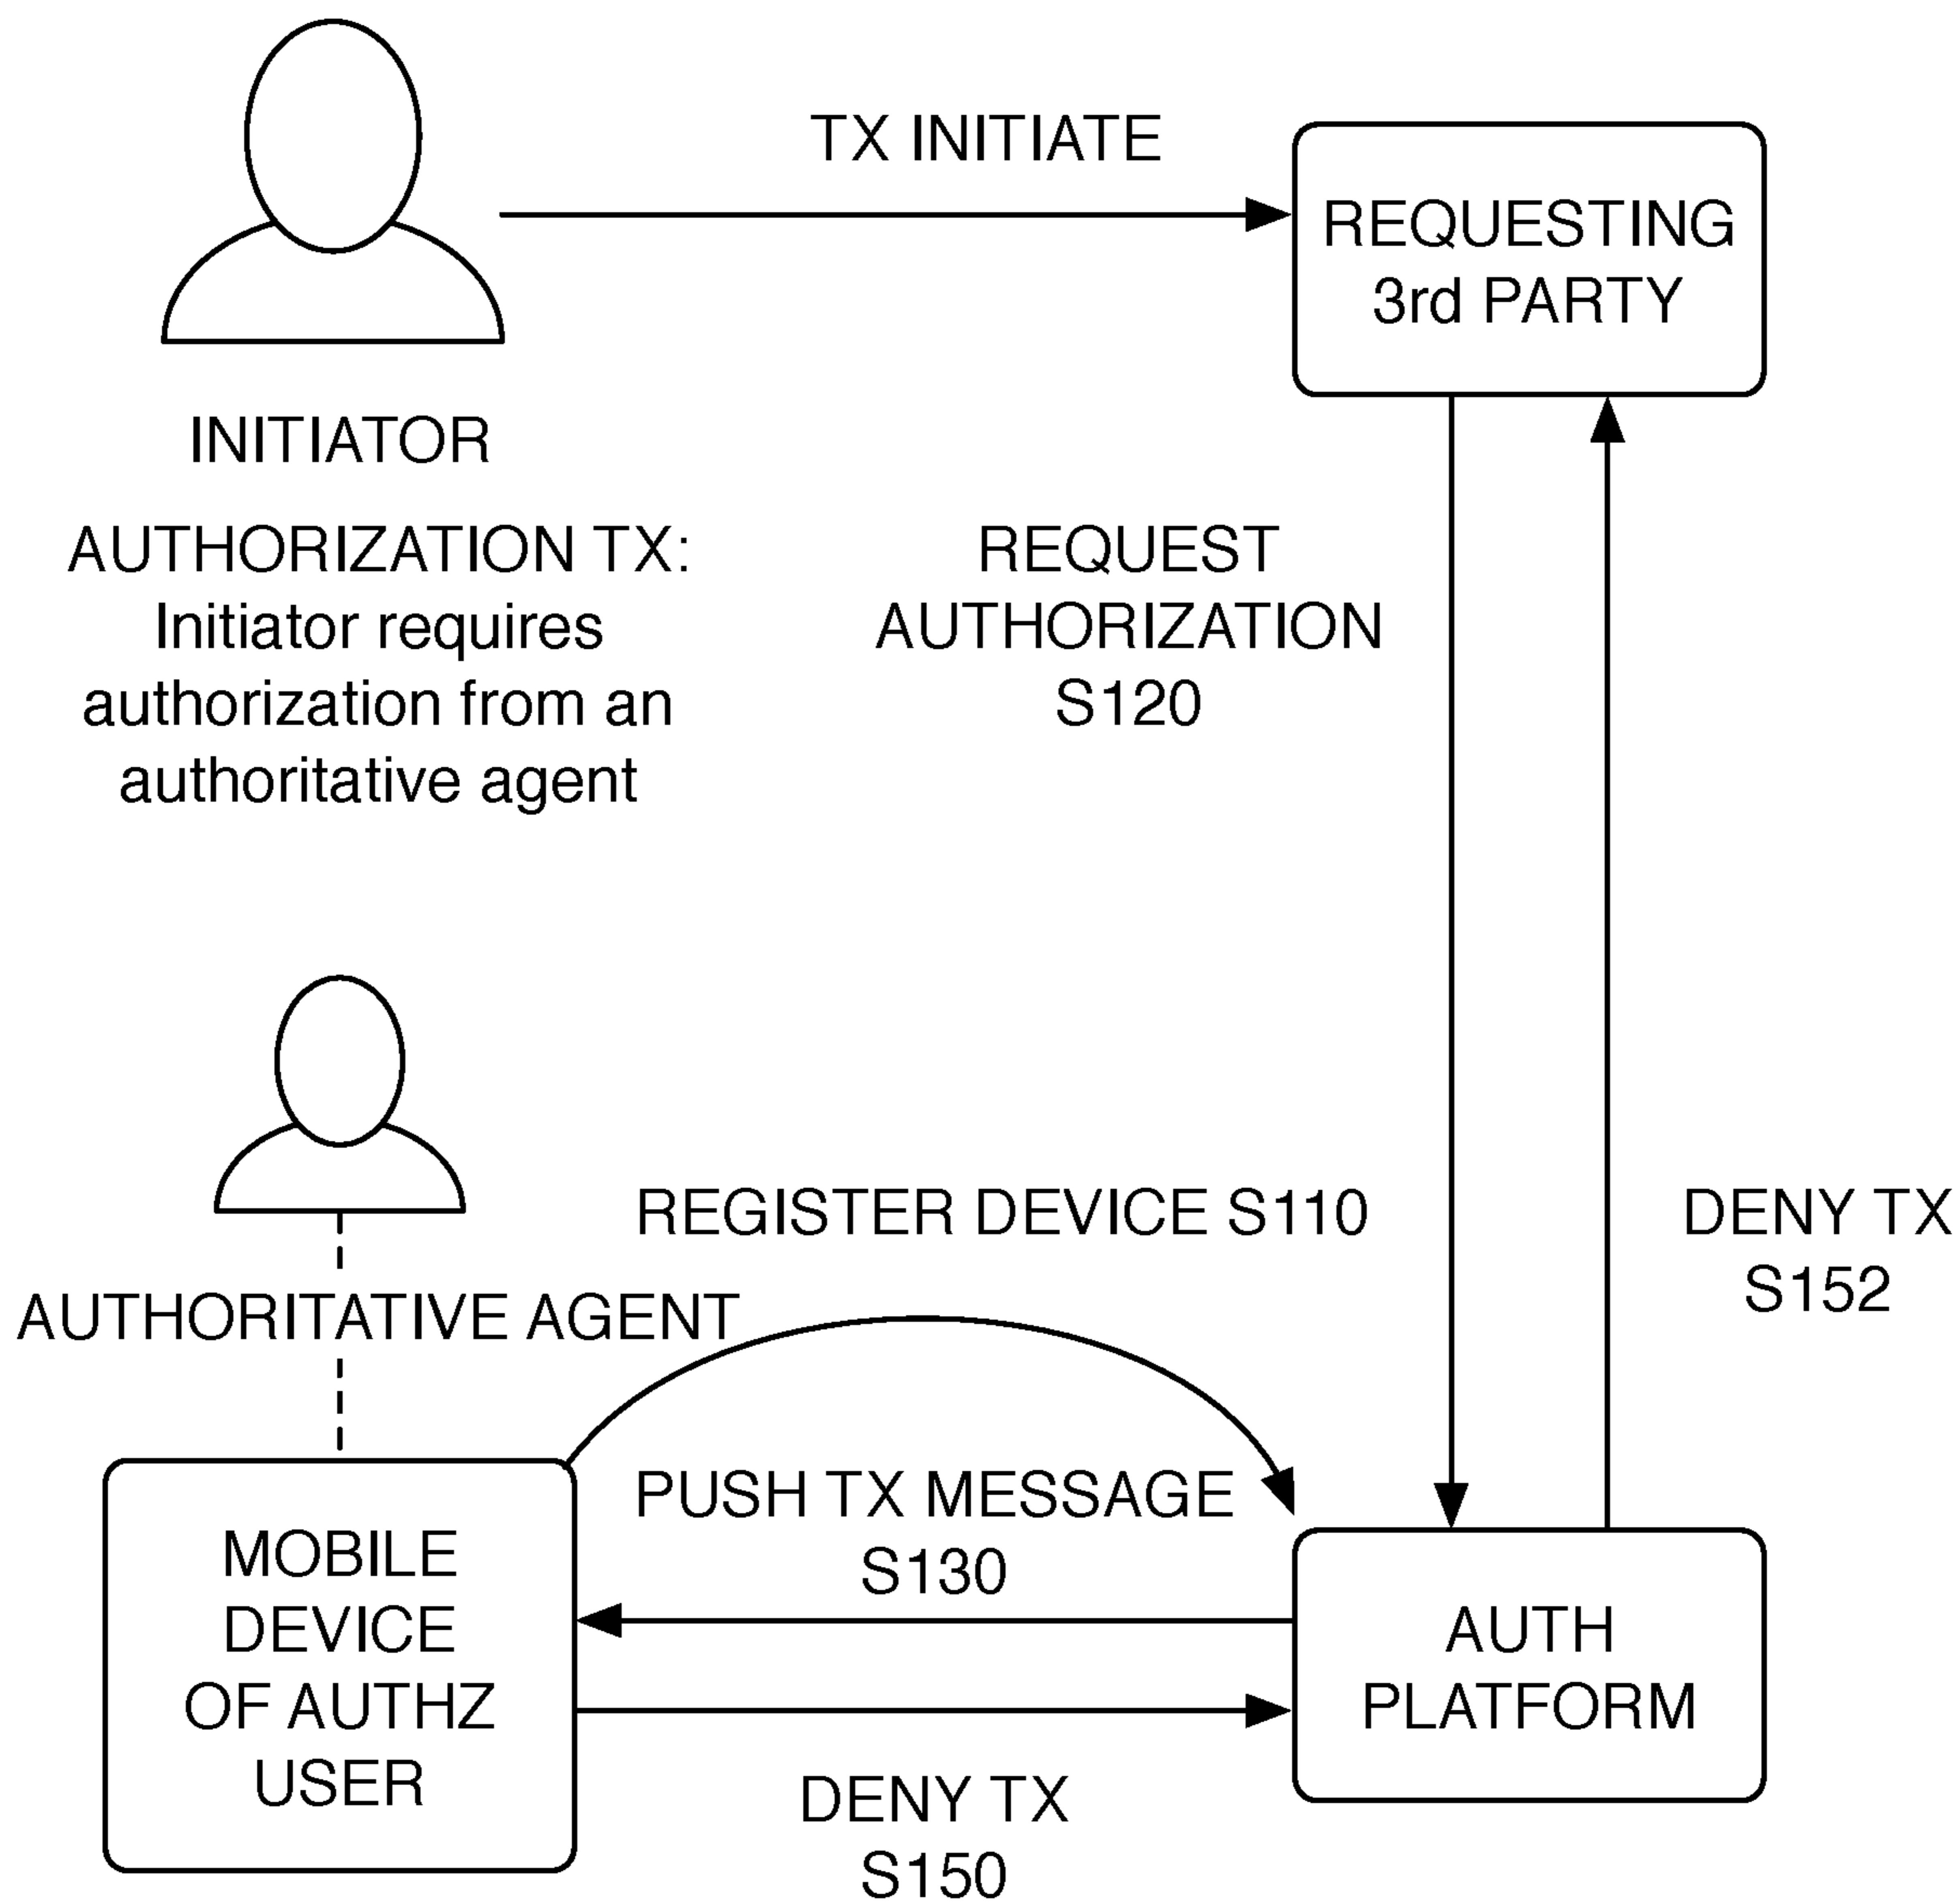 TX INITIATE
REQUESTING
3rd PARTY
INITIATOR
AUTHORIZATION TX:
Initiator requires
authorization from an
authoritative agent
REQUEST
AUTHORIZATION
S120
REGISTER DEVICE S110
DENY TX
S152
AUTHORITATIVE AGENT
PUSH TX MESSAGE
S130
MOBILE
DEVICE
OF AUTHZ
USER
AUTH
PLATFORM
DENY TX
S150